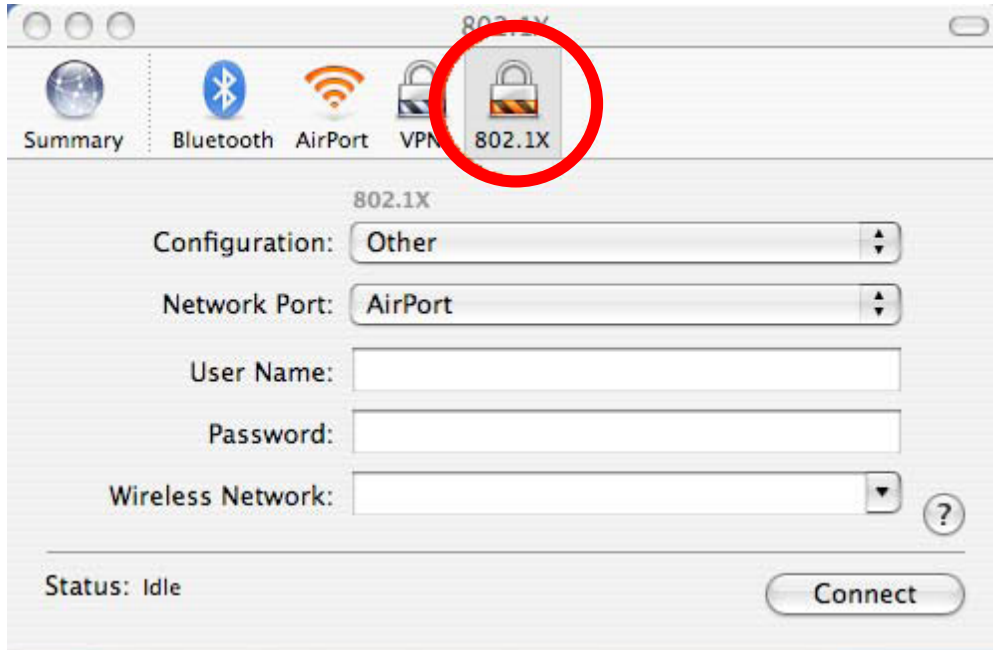 802.1X
Summary Bluetooth AirPort VPN 802.1X
802.1X
Configuration: Other
Network Port: AirPort
User Name:
Password:
Wireless Network:
?
Status: Idle
Connect